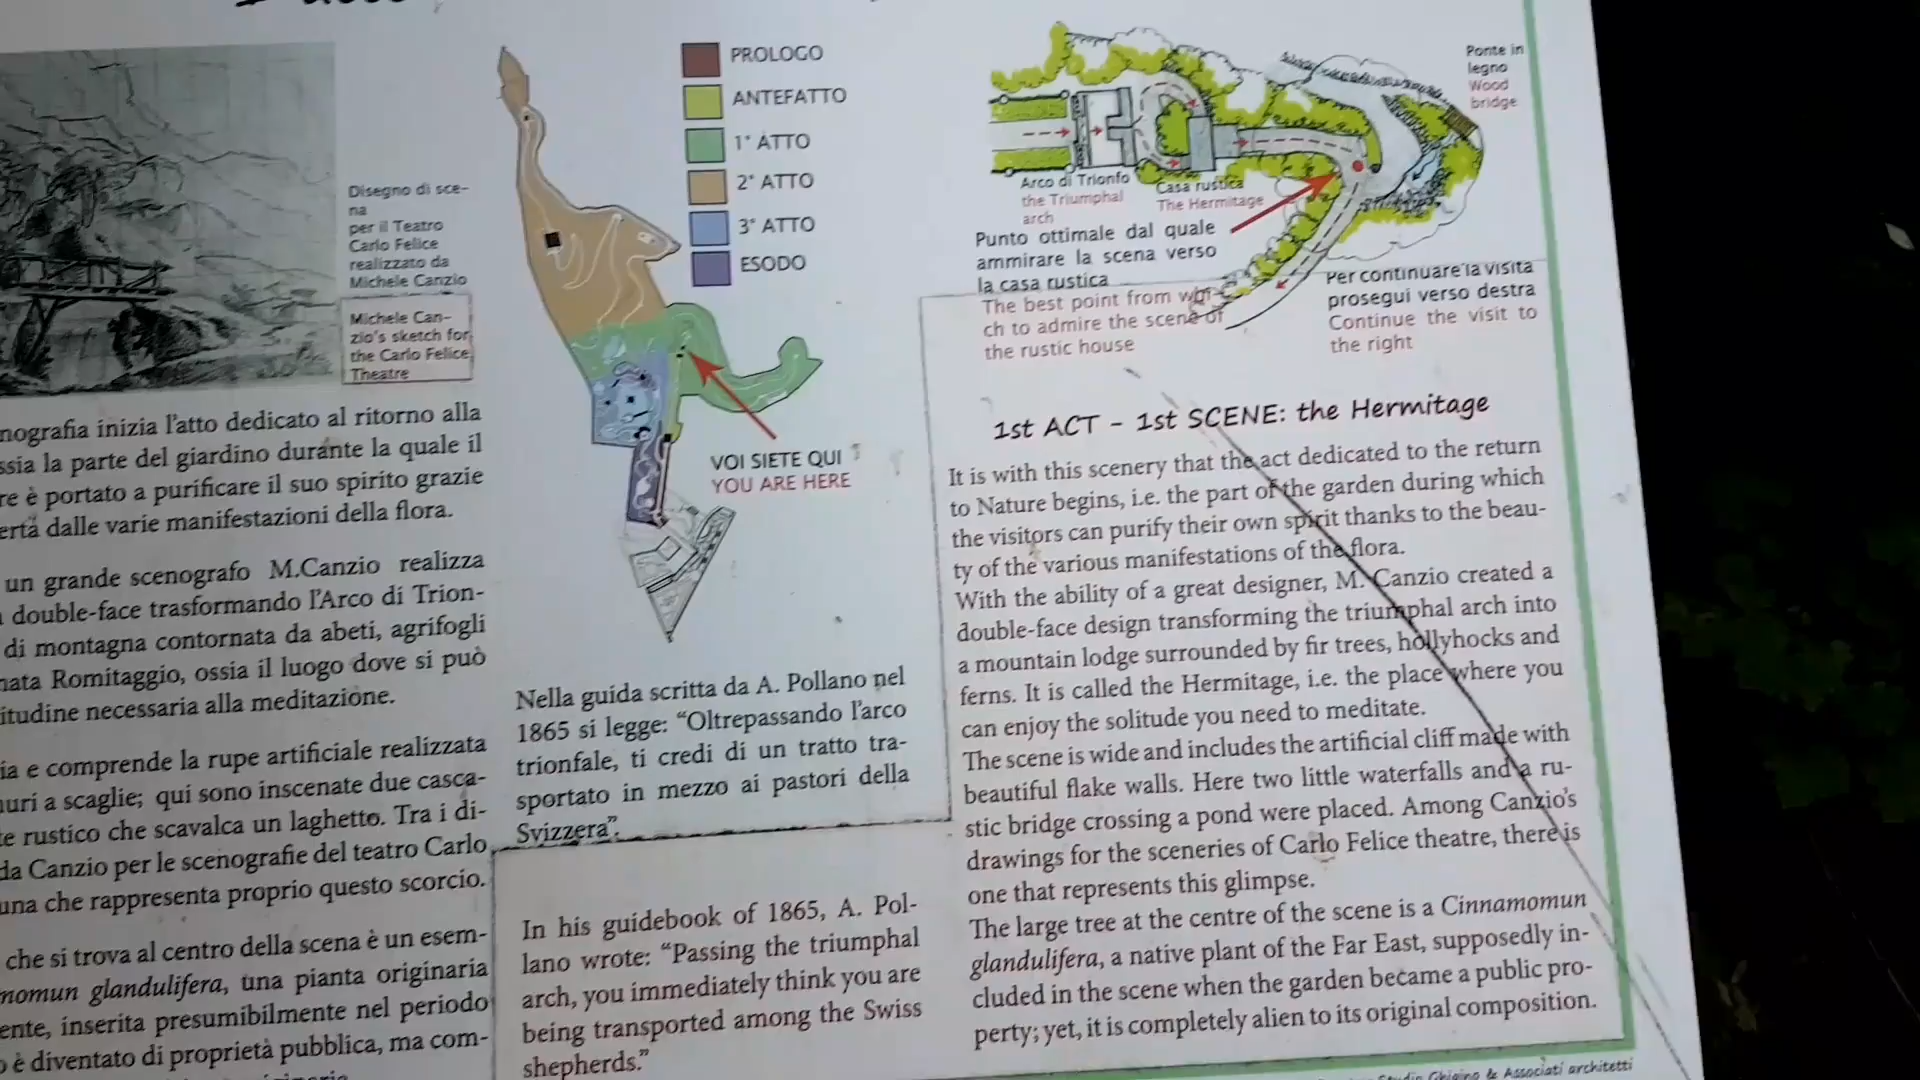 Disegno di sce-
na
per il Teatro
Carlo Felice
realizzato da
Michele Canzio
Michele Can-
zio's sketch for
the Carlo Felice
Theatre
inizia l'atto dedicato al ritorno alla
la parte del giardino durante la quale il
è portato a purificare il suo spirito grazie
dalle varie manifestazioni della flora.
un grande scenografo M.Canzio realizza
double-face trasformando l'Arco di Trion-
di montagna contornata da abeti, agrifogli
Romitaggio, ossia il luogo dove si può
necessaria alla meditazione.
e comprende la rupe artificiale realizzata
a scaglie; qui sono inscenate due casca-
rustico che scavalca un laghetto. Tra i di-
da Canzio per le scenografie del teatro Carlo
una che rappresenta proprio questo scorcio.
che si trova al centro della scena è un esem-
glandulifera, una pianta originaria
inserita presumibilmente nel periodo
è diventato di proprietà pubblica, ma com-
PROLOGO
ANTEFATTO
1° ATTO
2° ATTO
3° ATTO
ESODO
VOI SIETE QUI
YOU ARE HERE
Nella guida scritta da A. Pollano nel
1865 si legge: “Oltrepassando l'arco
trionfale, ti credi di un tratto tra-
sportato in mezzo ai pastori della
Svizzera”.
In his guidebook of 1865, A. Pol-
lano wrote: “Passing the triumphal
arch, you immediately think you are
being transported among the Swiss
shepherds.”
Ponte in
legno
Wood
bridge
Arco di Trionfo
the Triumphal
arch
Casa rustica
The Hermitage
Punto ottimale dal quale
ammirare la scena verso
la casa rustica
The best point from whi-
ch to admire the scene of
the rustic house
Per continuare la visita
prosegui verso destra
Continue the visit to
the right
1st ACT - 1st SCENE: the Hermitage
It is with this scenery that the act dedicated to the return
to Nature begins, i.e. the part of the garden during which
the visitors can purify their own spirit thanks to the beau-
ty of the various manifestations of the flora.
With the ability of a great designer, M. Canzio created a
double-face design transforming the triumphal arch into
a mountain lodge surrounded by fir trees, hollyhocks and
ferns. It is called the Hermitage, i.e. the place where you
can enjoy the solitude you need to meditate.
The scene is wide and includes the artificial cliff made with
beautiful flake walls. Here two little waterfalls and a ru-
stic bridge crossing a pond were placed. Among Canzio's
drawings for the sceneries of Carlo Felice theatre, there is
one that represents this glimpse.
The large tree at the centre of the scene is a Cinnamomun
glandulifera, a native plant of the Far East, supposedly in-
cluded in the scene when the garden became a public pro-
perty; yet, it is completely alien to its original composition.
Studio Ghigino & Associati architetti